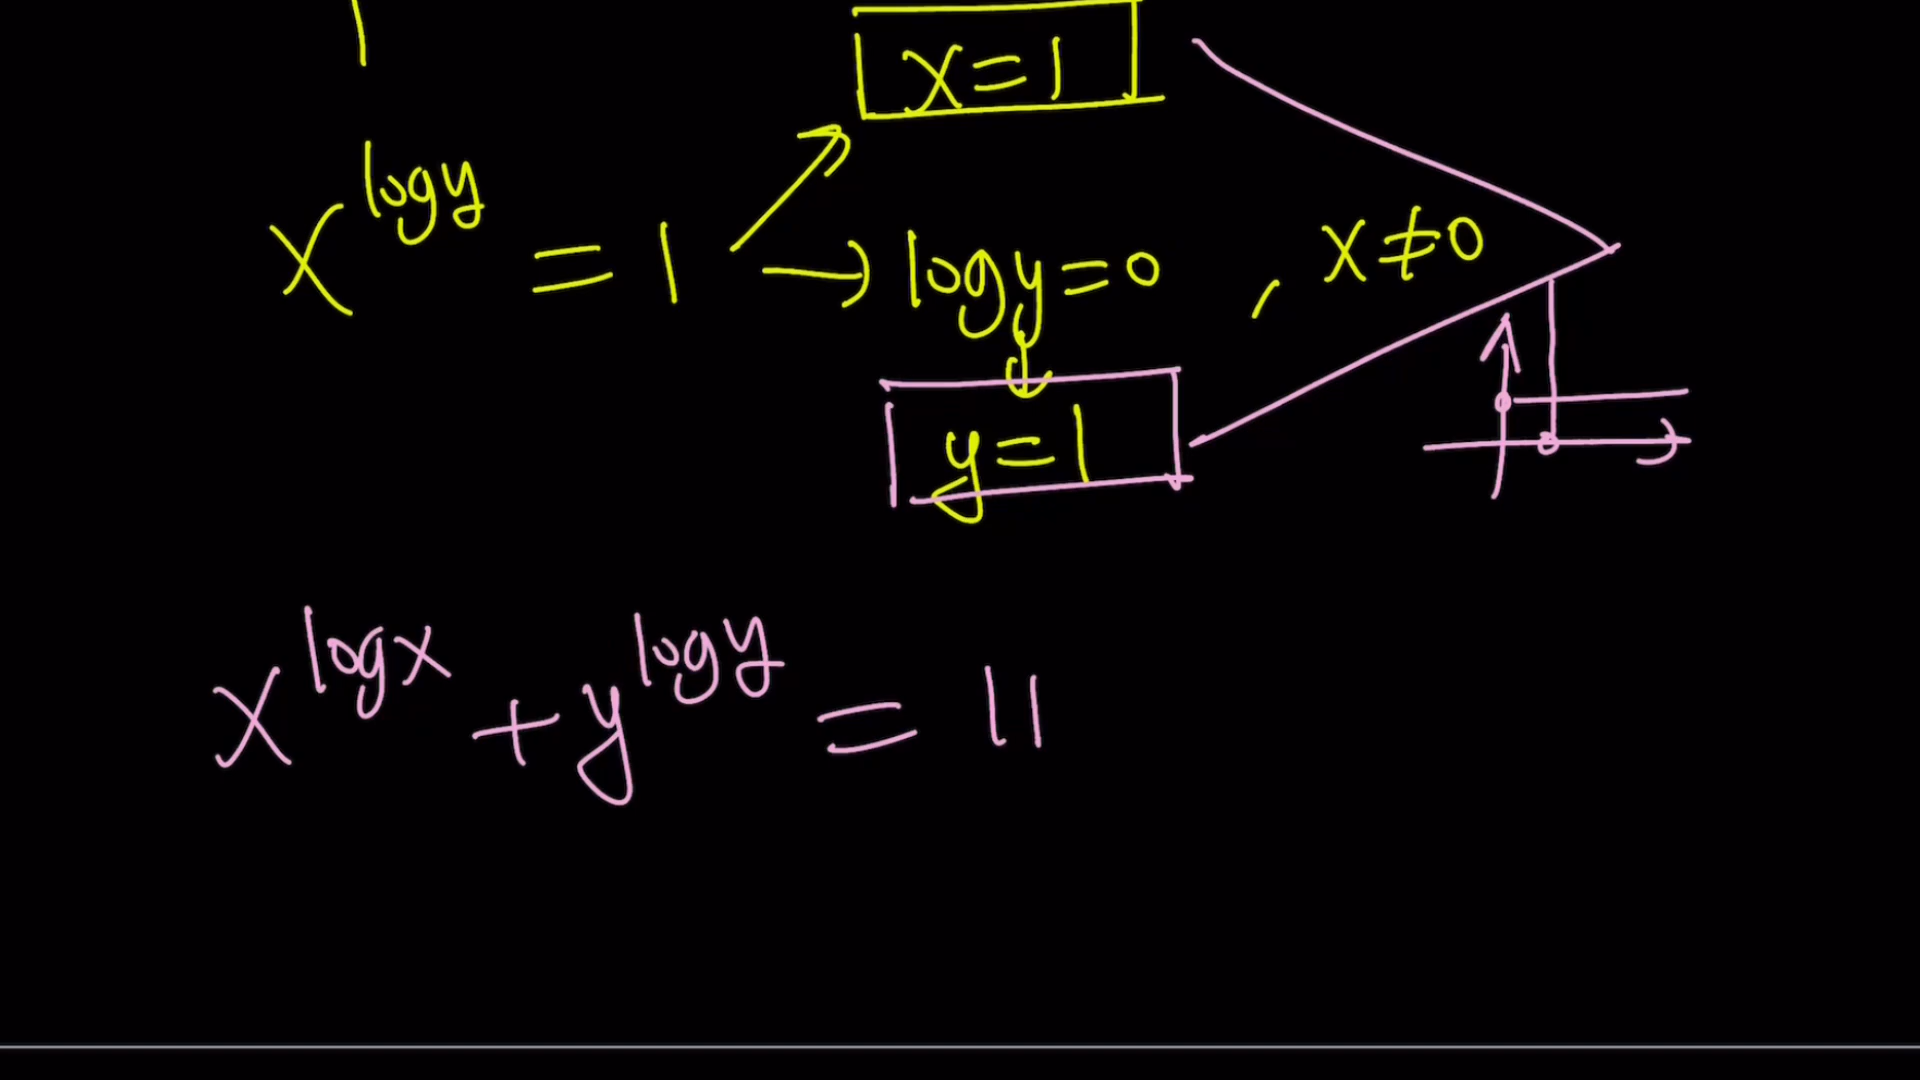 x=1
x^{logy} = 1 → logy=0 , x≠0
y=1
x^{logx} + y^{logy} = 11